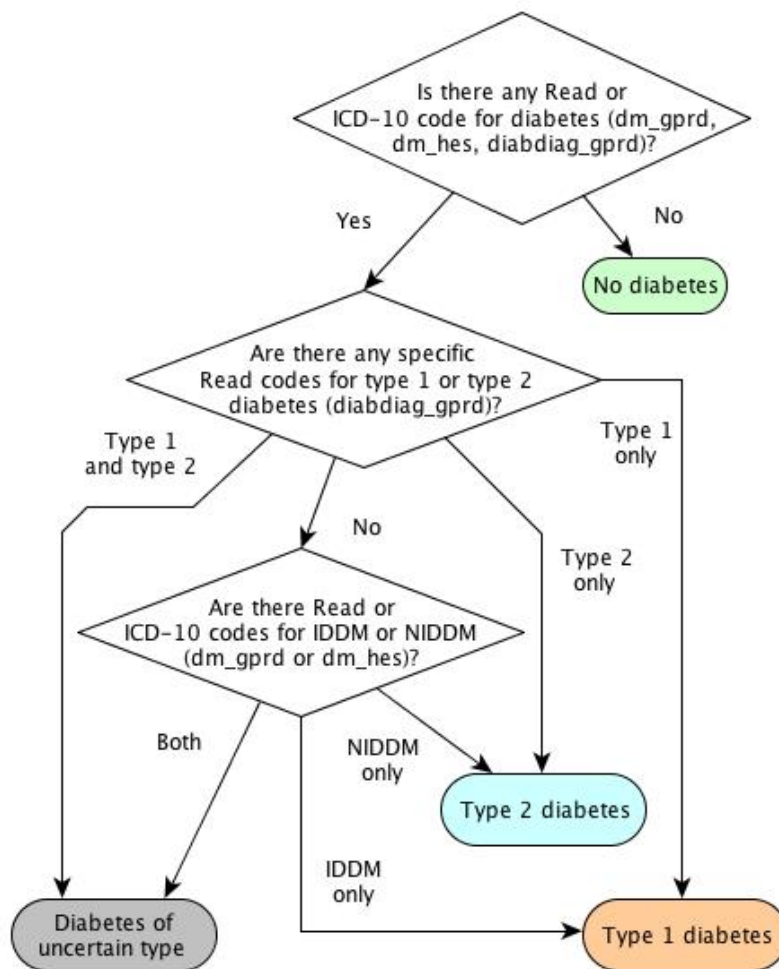 Is there any Read or
ICD-10 code for diabetes (dm_gprd,
dm_hes, diabdiag_gprd)?
Yes
No
No diabetes
Are there any specific
Read codes for type 1 or type 2
diabetes (diabdiag_gprd)?
Type 1
and type 2
Type 1
only
No
Type 2
only
Are there Read or
ICD-10 codes for IDDM or NIDDM
(dm_gprd or dm_hes)?
Both
NIDDM
only
Type 2 diabetes
IDDM
only
Diabetes of
uncertain type
Type 1 diabetes